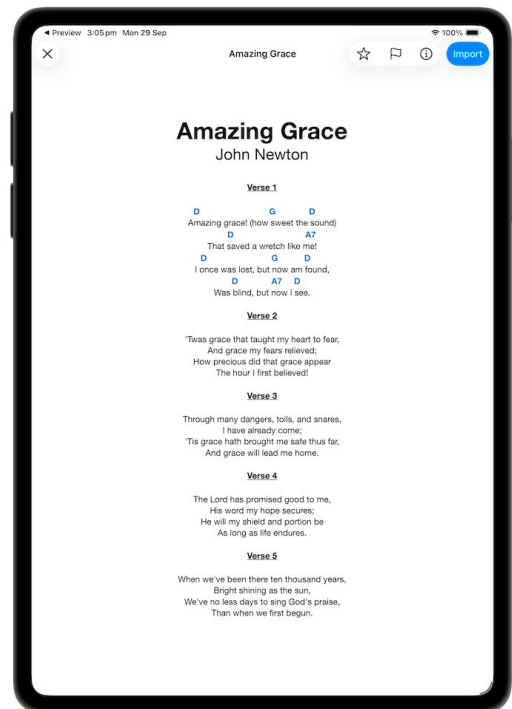 ◀ Preview 3:05 pm Mon 29 Sep 100%
Amazing Grace Import
Amazing Grace
John Newton
Verse 1
D G D
Amazing grace! (how sweet the sound)
D A7
That saved a wretch like me!
D G D
I once was lost, but now am found,
D A7 D
Was blind, but now I see.
Verse 2
'Twas grace that taught my heart to fear,
And grace my fears relieved;
How precious did that grace appear
The hour I first believed!
Verse 3
Through many dangers, toils, and snares,
I have already come;
'Tis grace hath brought me safe thus far,
And grace will lead me home.
Verse 4
The Lord has promised good to me,
His word my hope secures;
He will my shield and portion be
As long as life endures.
Verse 5
When we've been there ten thousand years,
Bright shining as the sun,
We've no less days to sing God's praise,
Than when we first begun.